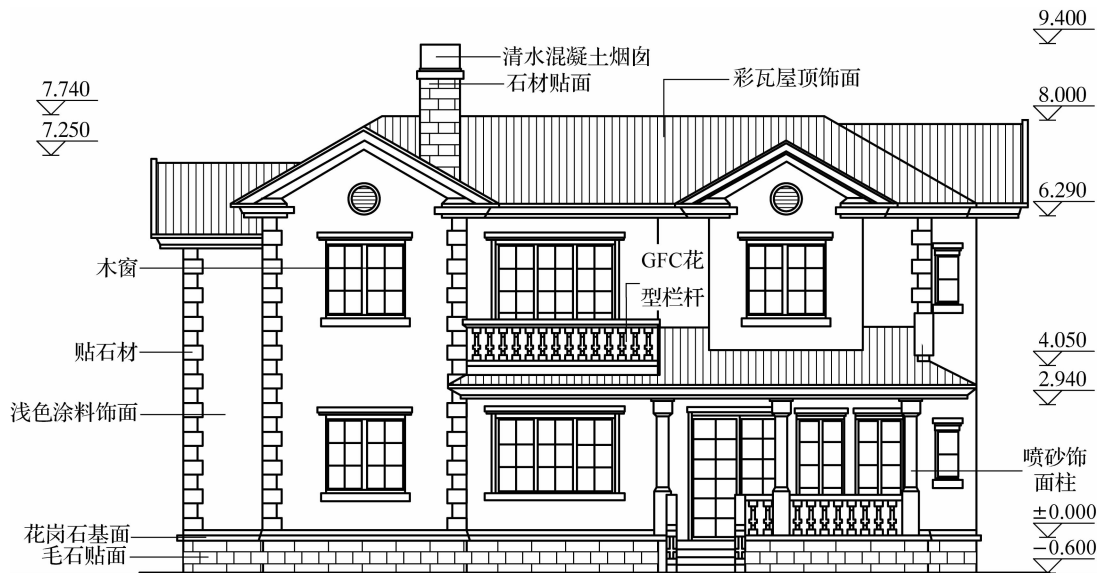 9.400
清水混凝土烟囱
石材贴面
彩瓦屋顶饰面
7.740
8.000
7.250
6.290
木窗
GFC花
型栏杆
贴石材
4.050
2.940
浅色涂料饰面
喷砂饰
面柱
±0.000
花岗石基面
毛石贴面
−0.600